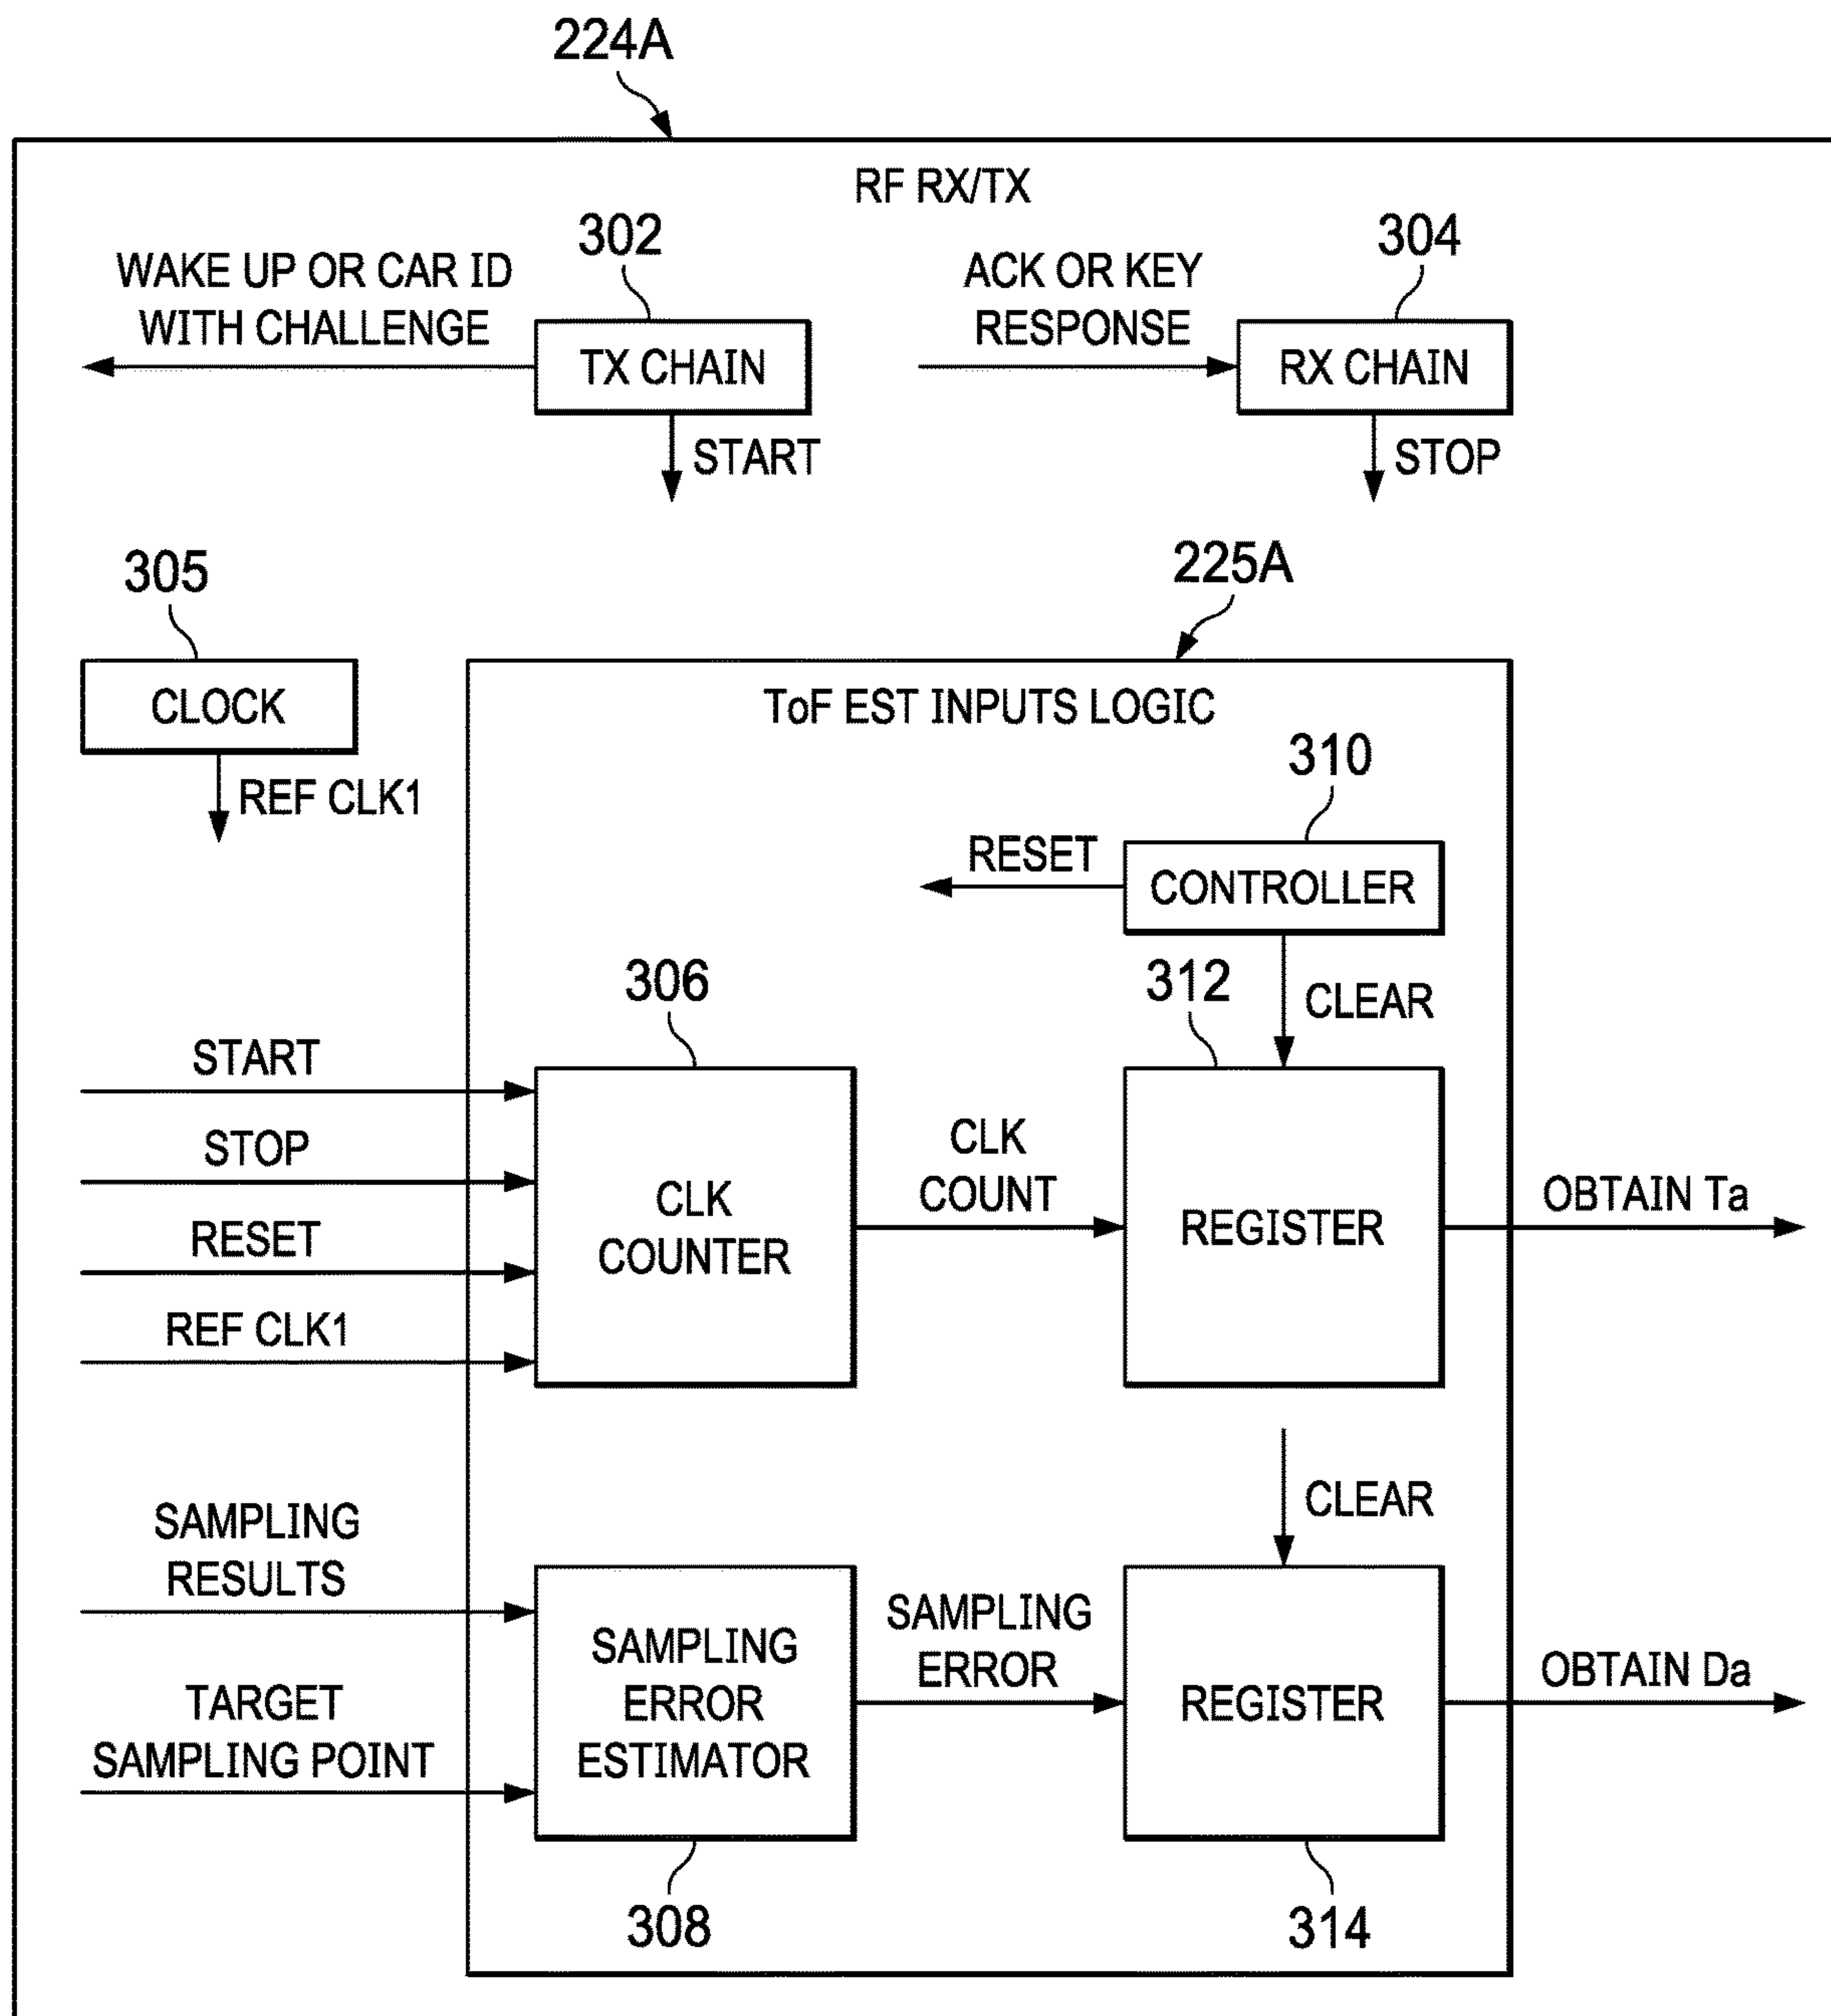 224A
RF RX/TX
302
304
WAKE UP OR CAR ID
WITH CHALLENGE
ACK OR KEY
RESPONSE
TX CHAIN
RX CHAIN
START
STOP
305
225A
CLOCK
ToF EST INPUTS LOGIC
REF CLK1
310
RESET
CONTROLLER
306
312
CLEAR
START
STOP
RESET
REF CLK1
CLK
COUNTER
CLK
COUNT
REGISTER
OBTAIN Ta
CLEAR
SAMPLING
RESULTS
TARGET
SAMPLING POINT
SAMPLING
ERROR
ESTIMATOR
SAMPLING
ERROR
REGISTER
OBTAIN Da
308
314